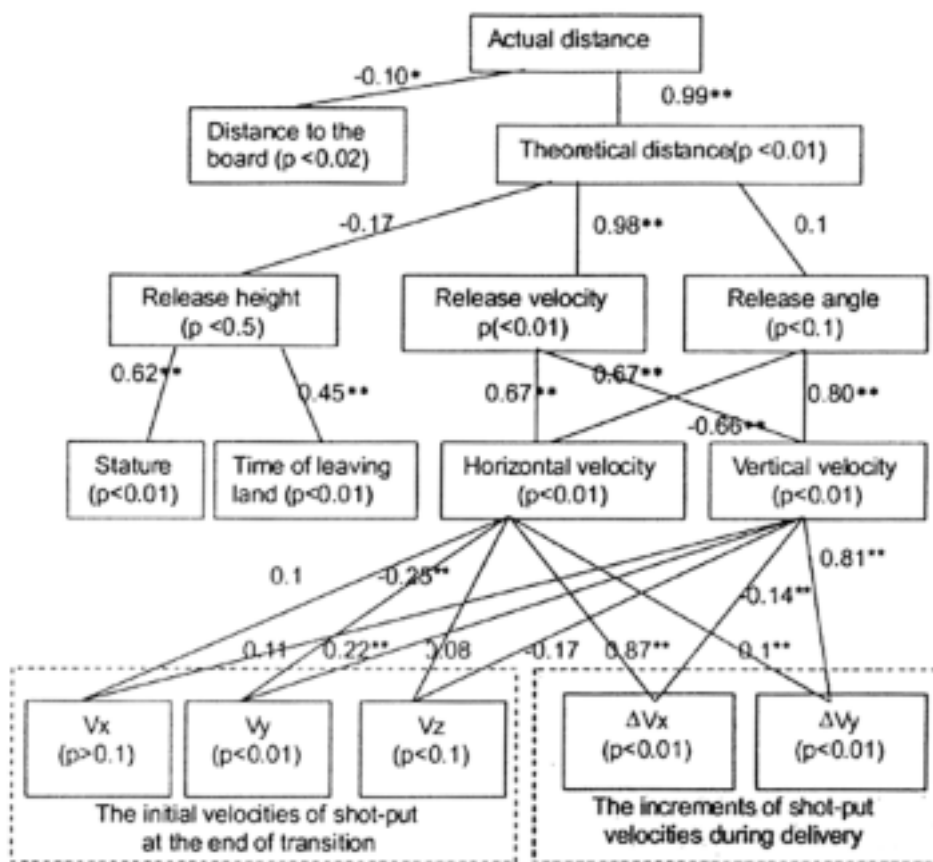 Actual distance
-0.10*
0.99**
Distance to the
board (p <0.02)
Theoretical distance(p <0.01)
-0.17
0.98**
0.1
Release height
(p <0.5)
Release velocity
p(<0.01)
Release angle
(p<0.1)
0.62**
0.45**
0.67**
0.67**
0.80**
-0.66**
Stature
(p<0.01)
Time of leaving
land (p<0.01)
Horizontal velocity
(p<0.01)
Vertical velocity
(p<0.01)
0.1
-0.25**
0.81**
-0.14**
0.11
0.22**
0.08
-0.17
0.87**
0.1**
Vx
(p>0.1)
Vy
(p<0.01)
Vz
(p<0.1)
ΔVx
(p<0.01)
ΔVy
(p<0.01)
The initial velocities of shot-put
at the end of transition
The increments of shot-put
velocities during delivery